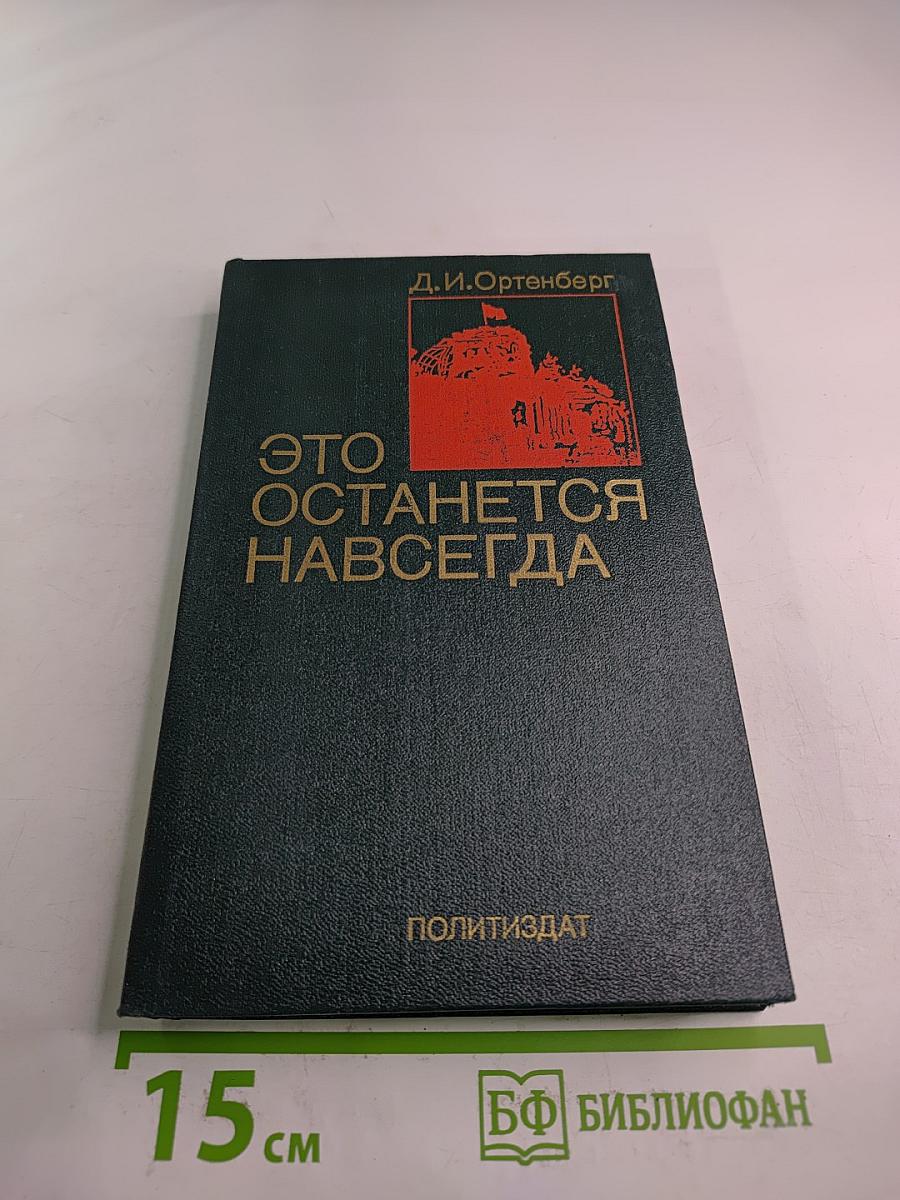 Д.И.Ортенберг
ЭТО
ОСТАНЕТСЯ
НАВСЕГДА
ПОЛИТИЗДАТ
15 см
БФ БИБЛИОФАН